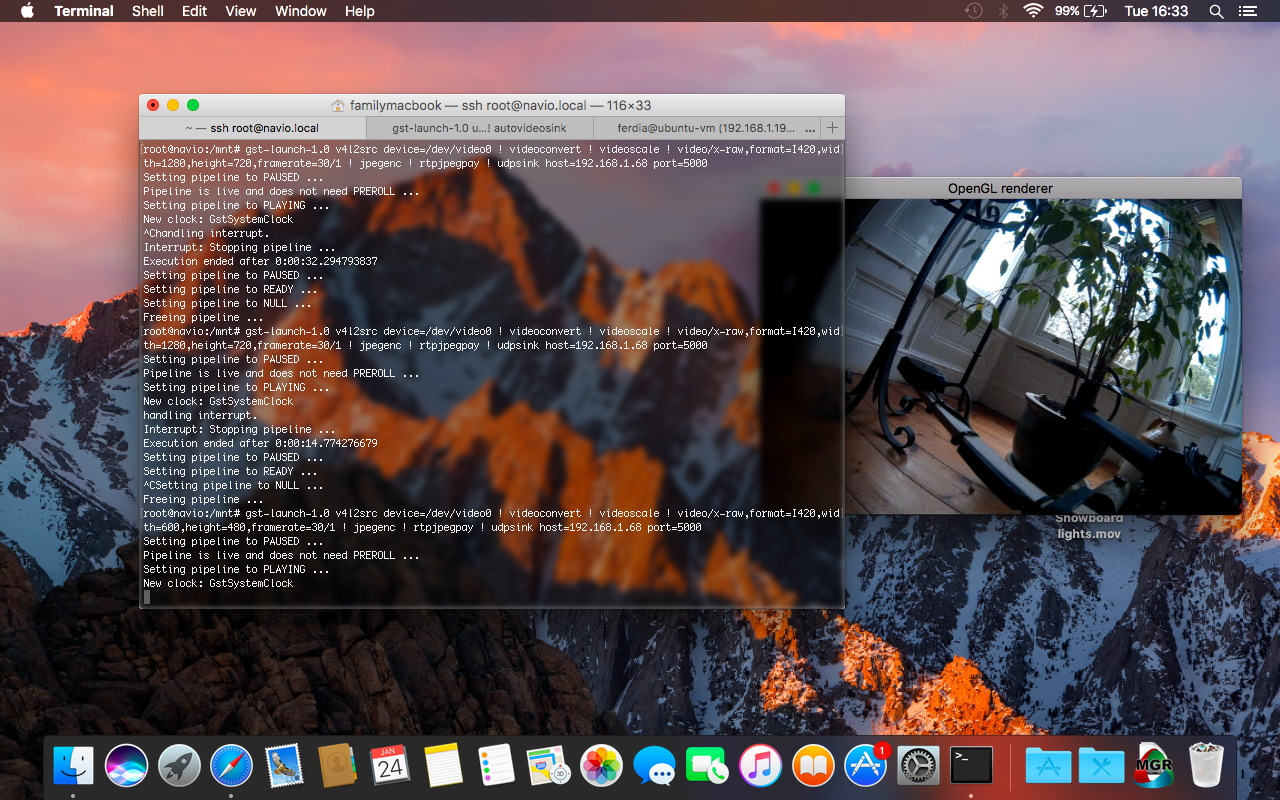 Terminal Shell Edit View Window Help
99%
Tue 16:33
familymacbook — ssh root@navio.local — 116×33
~ — ssh root@navio.local
gst-launch-1.0 u...! autovideosink
ferdia@ubuntu-vm (192.168.1.19... ...
[root@navio:/mnt# gst-launch-1.0 v4l2src device=/dev/video0 ! videoconvert ! videoscale ! video/x-raw,format=I420,wid]
th=1280,height=720,framerate=30/1 ! jpegenc ! rtpjpegpay ! udpsink host=192.168.1.68 port=5000
Setting pipeline to PAUSED ...
Pipeline is live and does not need PREROLL ...
Setting pipeline to PLAYING ...
New clock: GstSystemClock
^Chandling interrupt.
Interrupt: Stopping pipeline ...
Execution ended after 0:00:32.294793837
Setting pipeline to PAUSED ...
Setting pipeline to READY ...
Setting pipeline to NULL ...
Freeing pipeline ...
[root@navio:/mnt# gst-launch-1.0 v4l2src device=/dev/video0 ! videoconvert ! videoscale ! video/x-raw,format=I420,wid]
th=1280,height=720,framerate=30/1 ! jpegenc ! rtpjpegpay ! udpsink host=192.168.1.68 port=5000
Setting pipeline to PAUSED ...
Pipeline is live and does not need PREROLL ...
Setting pipeline to PLAYING ...
New clock: GstSystemClock
handling interrupt.
Interrupt: Stopping pipeline ...
Execution ended after 0:00:14.774276679
Setting pipeline to PAUSED ...
Setting pipeline to READY ...
^CSetting pipeline to NULL ...
Freeing pipeline ...
[root@navio:/mnt# gst-launch-1.0 v4l2src device=/dev/video0 ! videoconvert ! videoscale ! video/x-raw,format=I420,wid]
th=600,height=480,framerate=30/1 ! jpegenc ! rtpjpegpay ! udpsink host=192.168.1.68 port=5000
Setting pipeline to PAUSED ...
Pipeline is live and does not need PREROLL ...
Setting pipeline to PLAYING ...
New clock: GstSystemClock
OpenGL renderer
Snowboard
lights.mov
JAN
24
3D
1
>_
MGR